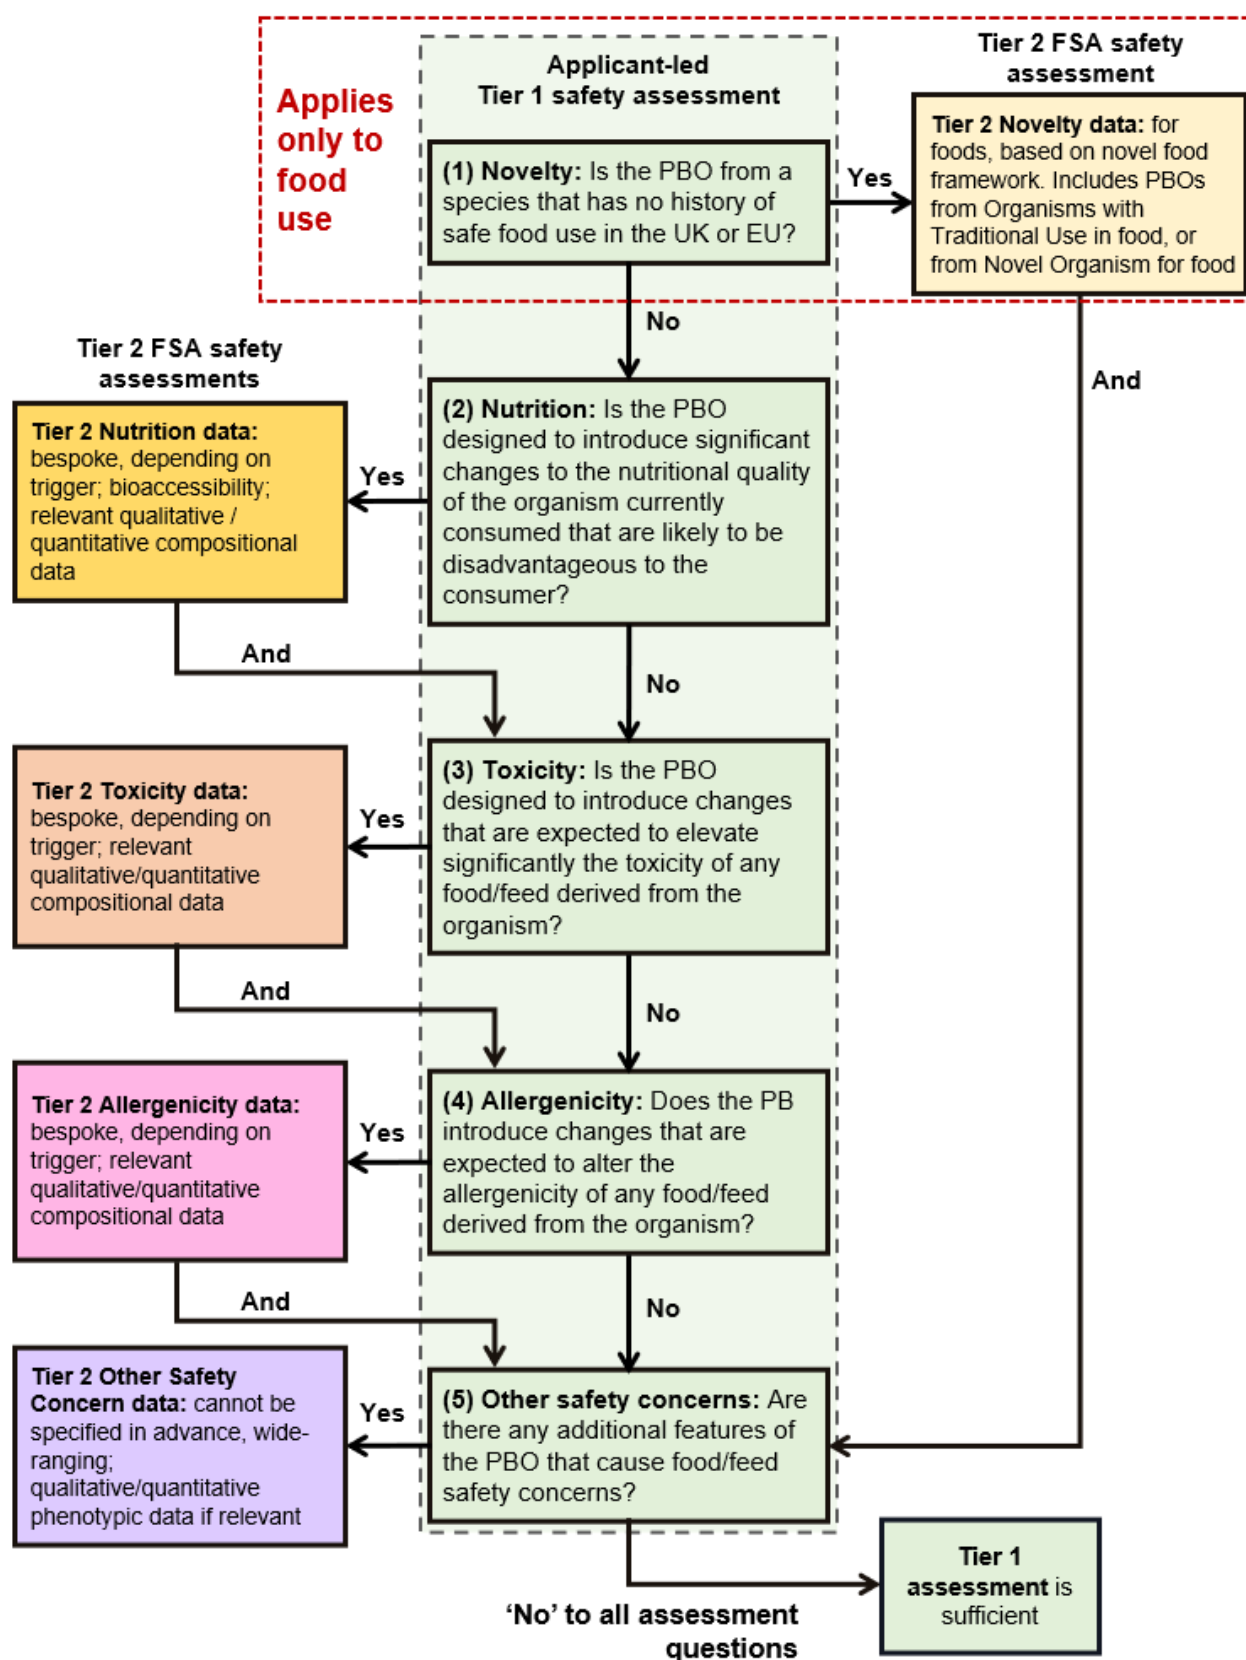 Applies
only to
food
use
Applicant-led
Tier 1 safety assessment
Tier 2 FSA safety
assessment
(1) Novelty: Is the PBO from a
species that has no history of
safe food use in the UK or EU?
Yes
Tier 2 Novelty data: for
foods, based on novel food
framework. Includes PBOs
from Organisms with
Traditional Use in food, or
from Novel Organism for food
No
And
Tier 2 FSA safety
assessments
Tier 2 Nutrition data:
bespoke, depending on
trigger; bioaccessibility;
relevant qualitative /
quantitative compositional
data
Yes
(2) Nutrition: Is the PBO
designed to introduce significant
changes to the nutritional quality
of the organism currently
consumed that are likely to be
disadvantageous to the
consumer?
And
No
Tier 2 Toxicity data:
bespoke, depending on
trigger; relevant
qualitative/quantitative
compositional data
Yes
(3) Toxicity: Is the PBO
designed to introduce changes
that are expected to elevate
significantly the toxicity of any
food/feed derived from the
organism?
And
No
Tier 2 Allergenicity data:
bespoke, depending on
trigger; relevant
qualitative/quantitative
compositional data
Yes
(4) Allergenicity: Does the PB
introduce changes that are
expected to alter the
allergenicity of any food/feed
derived from the organism?
And
No
Tier 2 Other Safety
Concern data: cannot be
specified in advance, wide-
ranging;
qualitative/quantitative
phenotypic data if relevant
Yes
(5) Other safety concerns: Are
there any additional features of
the PBO that cause food/feed
safety concerns?
'No' to all assessment
questions
Tier 1
assessment is
sufficient